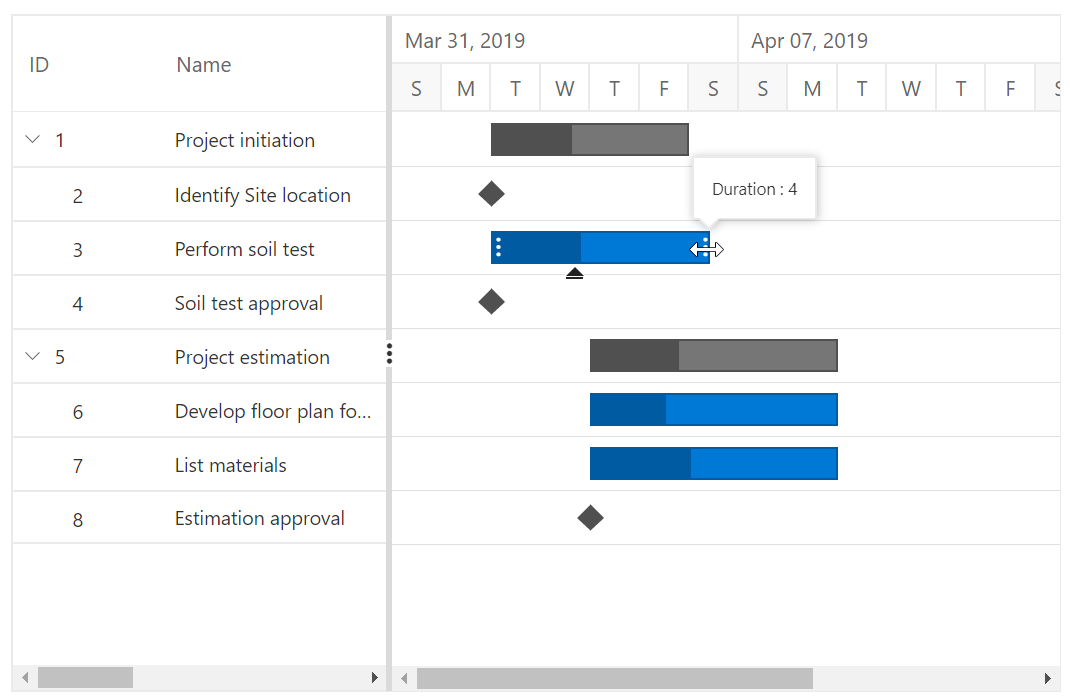 Mar 31, 2019 Apr 07, 2019
ID Name
S M T W T F S S M T W T F S
1 Project initiation
Duration : 4
2 Identify Site location
3 Perform soil test
4 Soil test approval
5 Project estimation
6 Develop floor plan fo...
7 List materials
8 Estimation approval